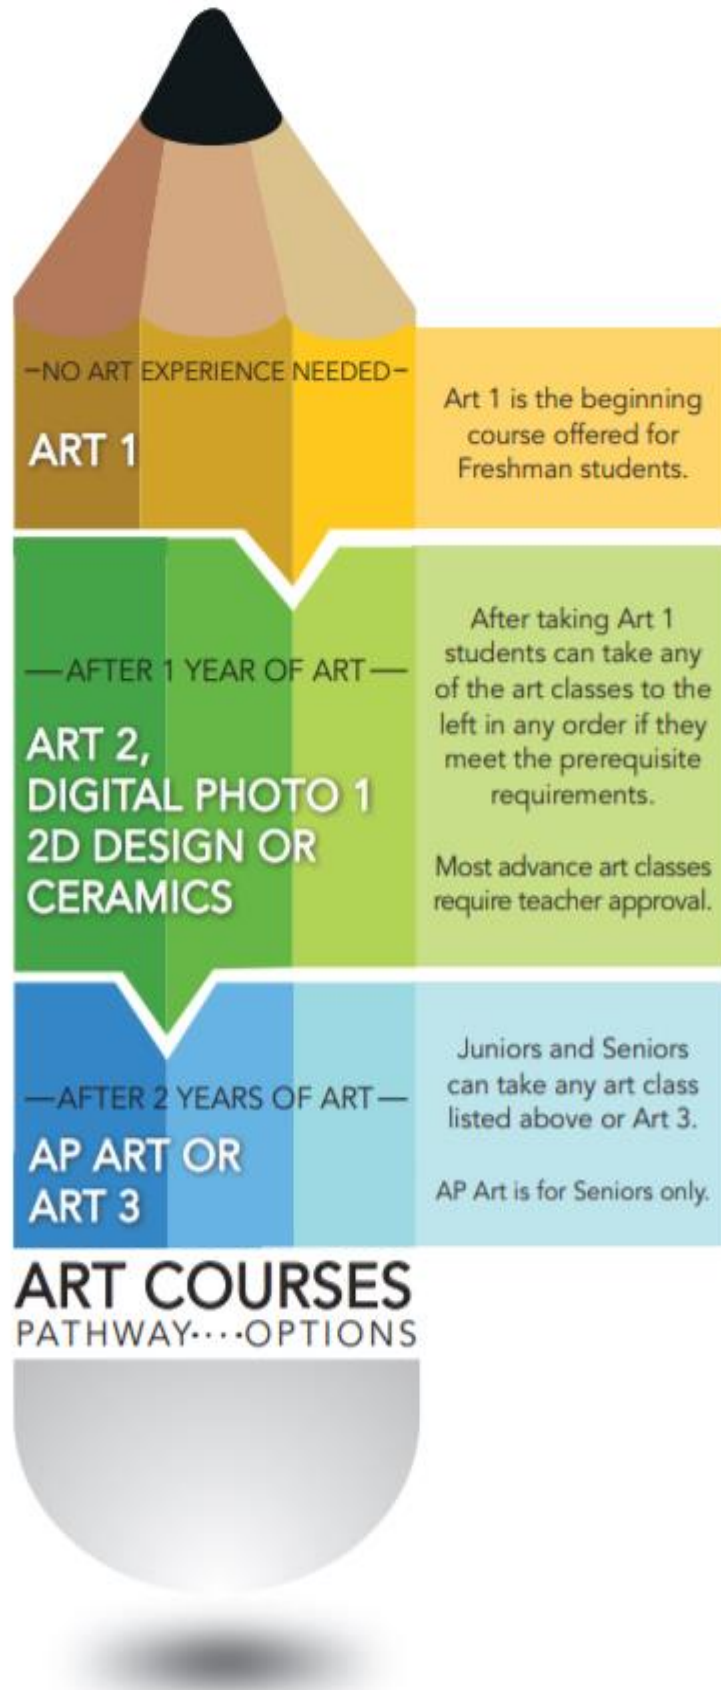 –NO ART EXPERIENCE NEEDED–
ART 1
Art 1 is the beginning
course offered for
Freshman students.
—AFTER 1 YEAR OF ART—
ART 2,
DIGITAL PHOTO 1
2D DESIGN OR
CERAMICS
After taking Art 1
students can take any
of the art classes to the
left in any order if they
meet the prerequisite
requirements.
Most advance art classes
require teacher approval.
—AFTER 2 YEARS OF ART—
AP ART OR
ART 3
Juniors and Seniors
can take any art class
listed above or Art 3.
AP Art is for Seniors only.
ART COURSES
PATHWAY····OPTIONS